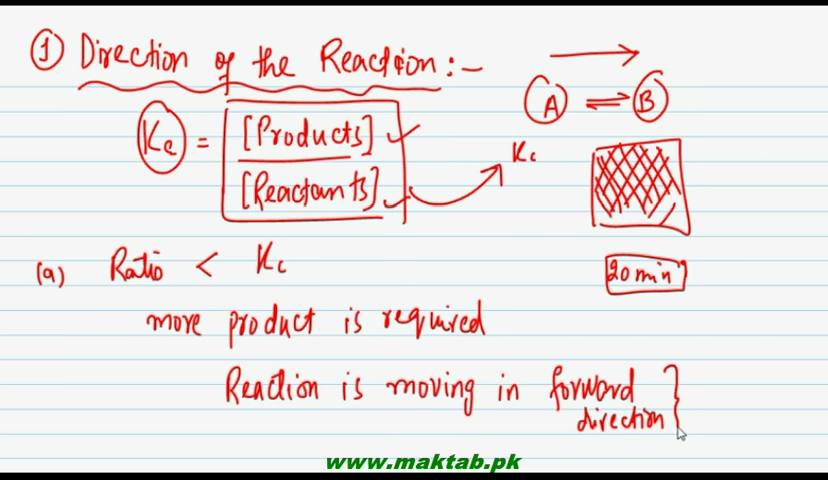 ① Direction of the Reaction :-
A ⇌ B
Kc = [Products]
[Reactants]
Kc
(a) Ratio < Kc
20 min
more product is required
Reaction is moving in forward
direction
www.maktab.pk